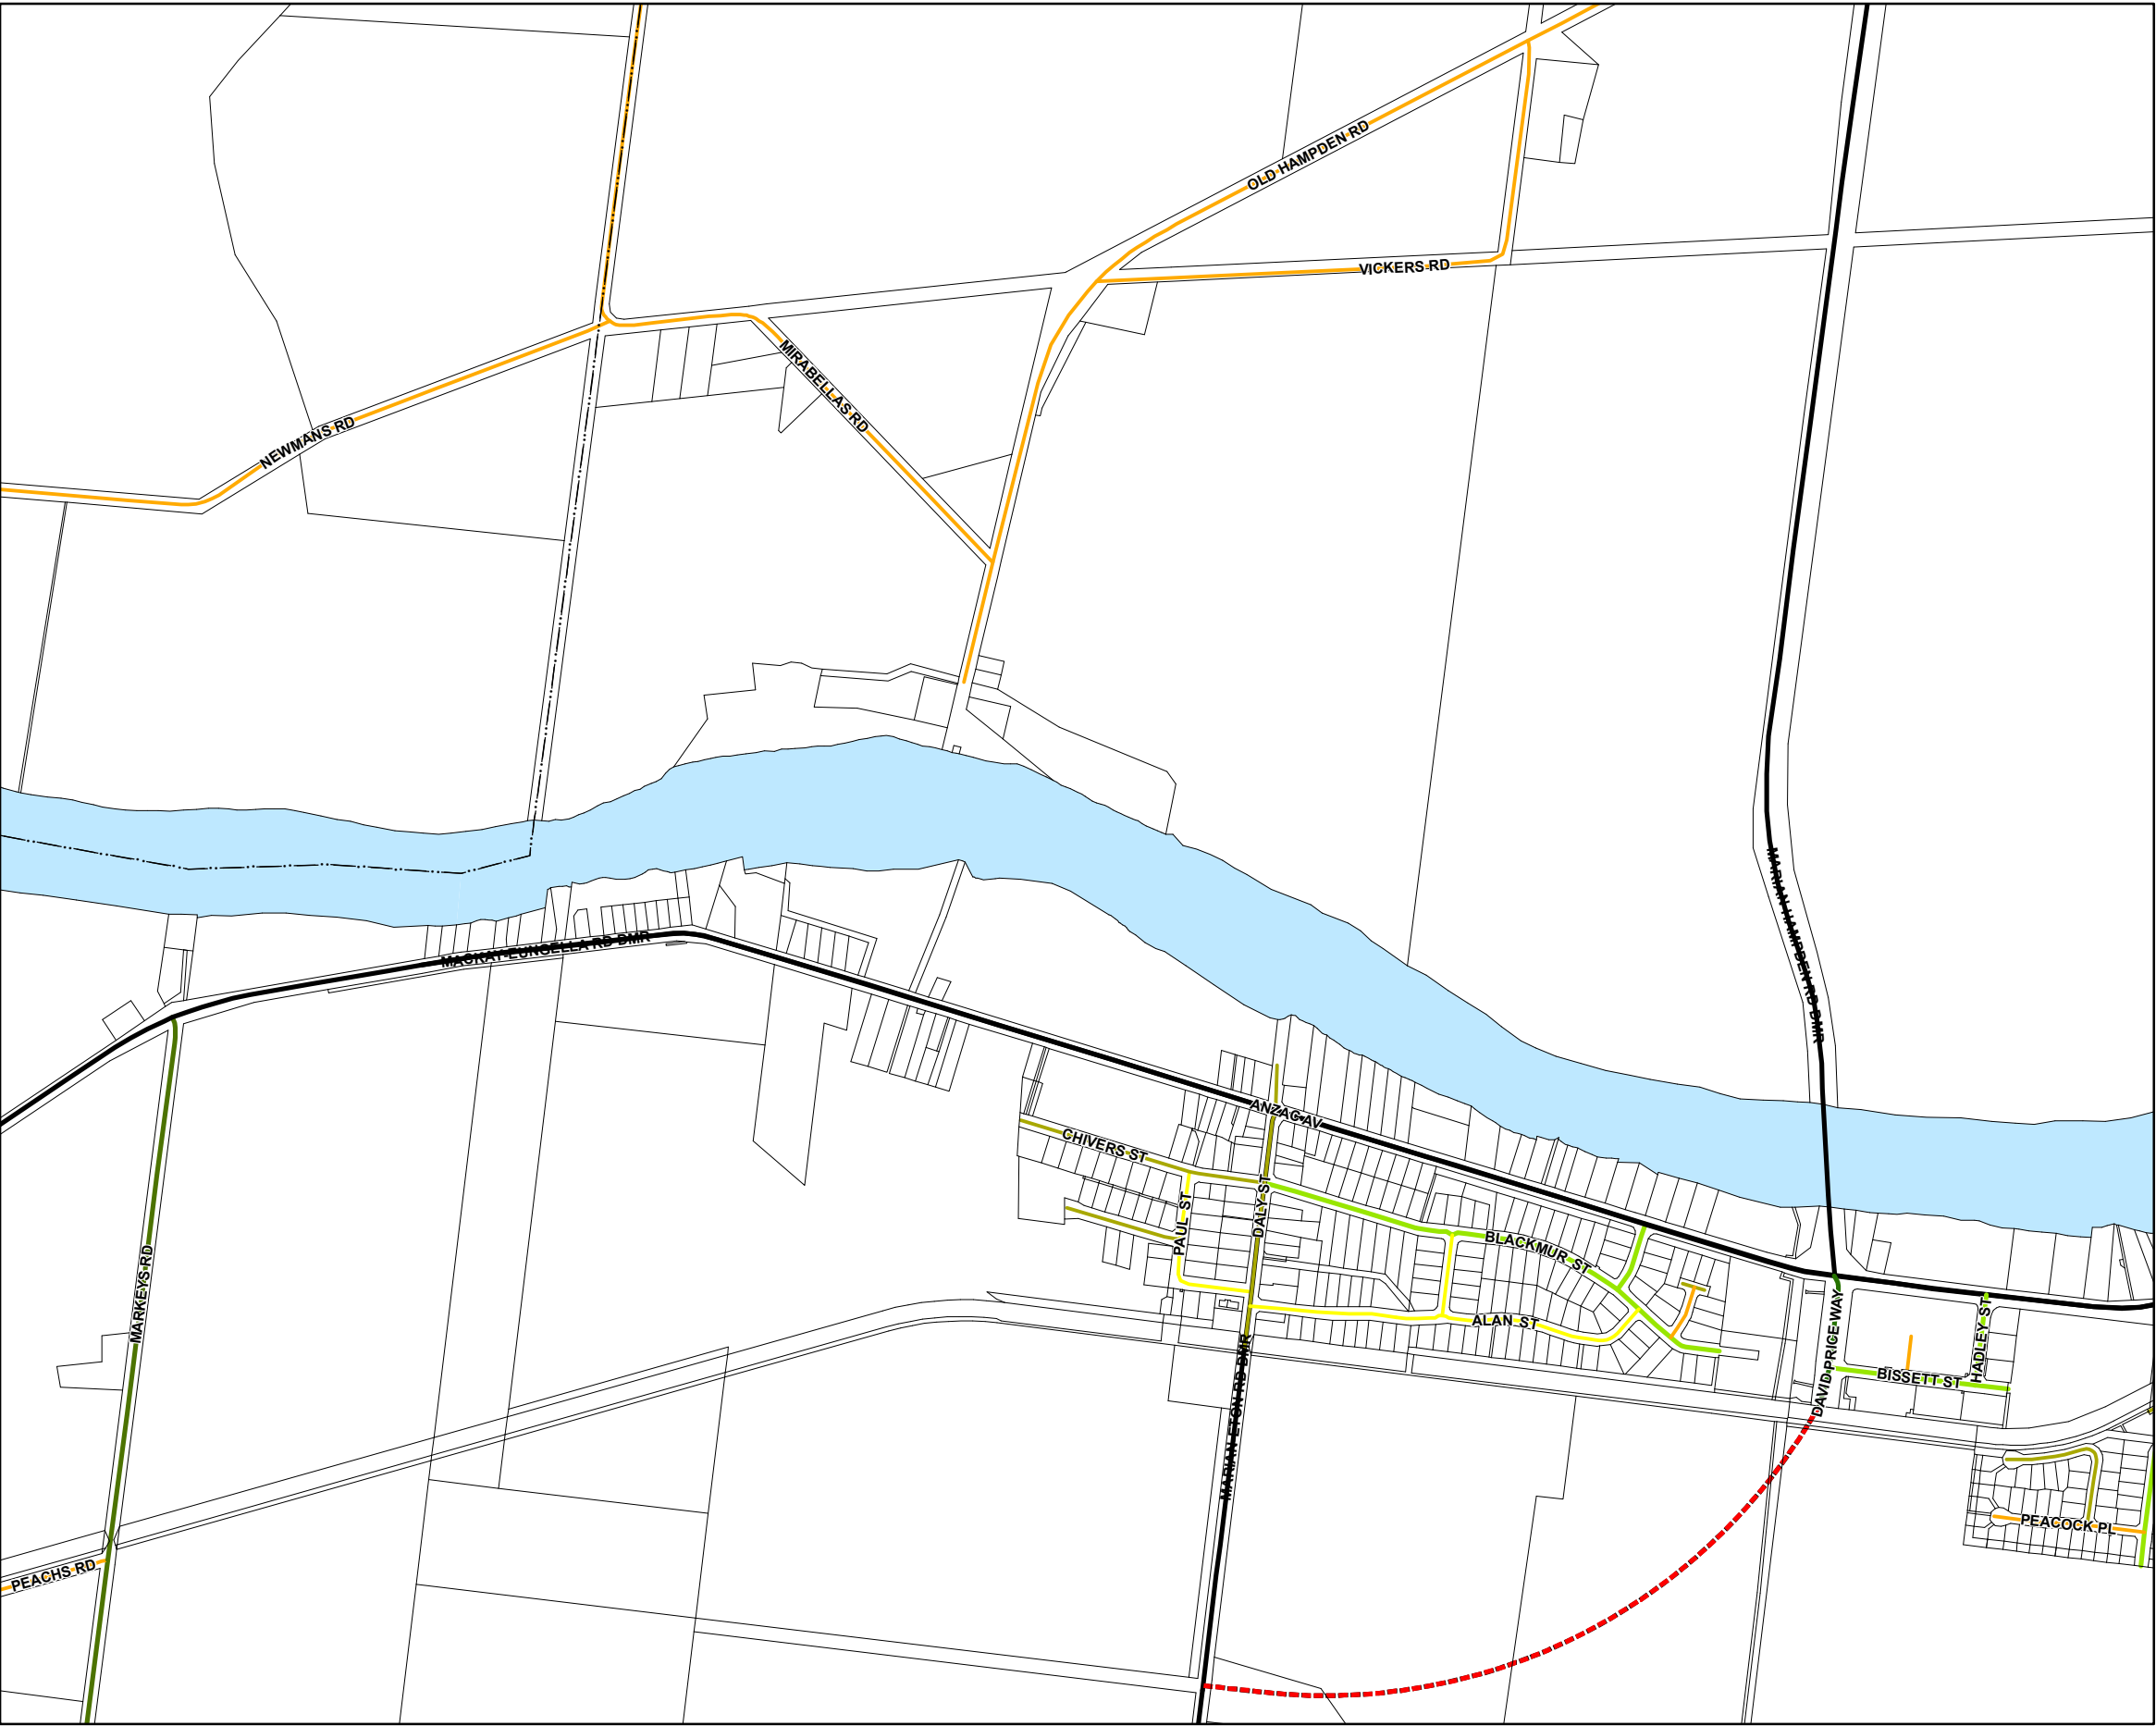 OLD HAMPDEN RD
VICKERS RD
MIRABELLAS RD
NEWMANS RD
MARIAN HAMPDEN RD DMR
MACKAY-EUNGELLA RD DMR
ANZAC AV
CHIVERS ST
PAUL ST
DALY ST
BLACKMUR ST
MARKEYS RD
ALAN ST
DAVID PRICE WAY
HADLEY ST
BISSETT ST
MARIAN ETON RD DMR
PEACOCK PL
PEACHS RD